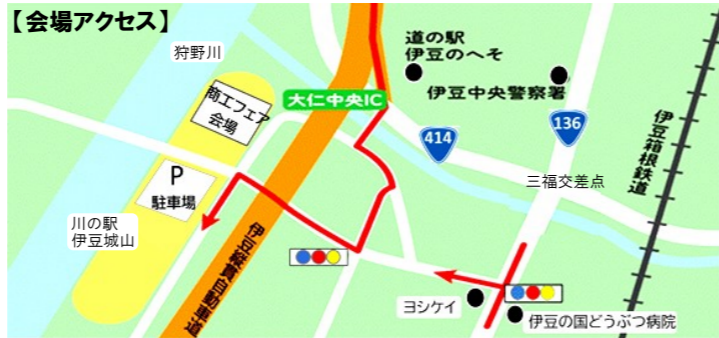 【会場アクセス】
狩野川
道の駅
伊豆のへそ
大仁中央IC
伊豆中央警察署
商工フェア
会場
414
136
三福交差点
伊豆箱根鉄道
P
駐車場
川の駅
伊豆城山
伊豆縦貫自動車道
ヨシケイ
伊豆の国どうぶつ病院